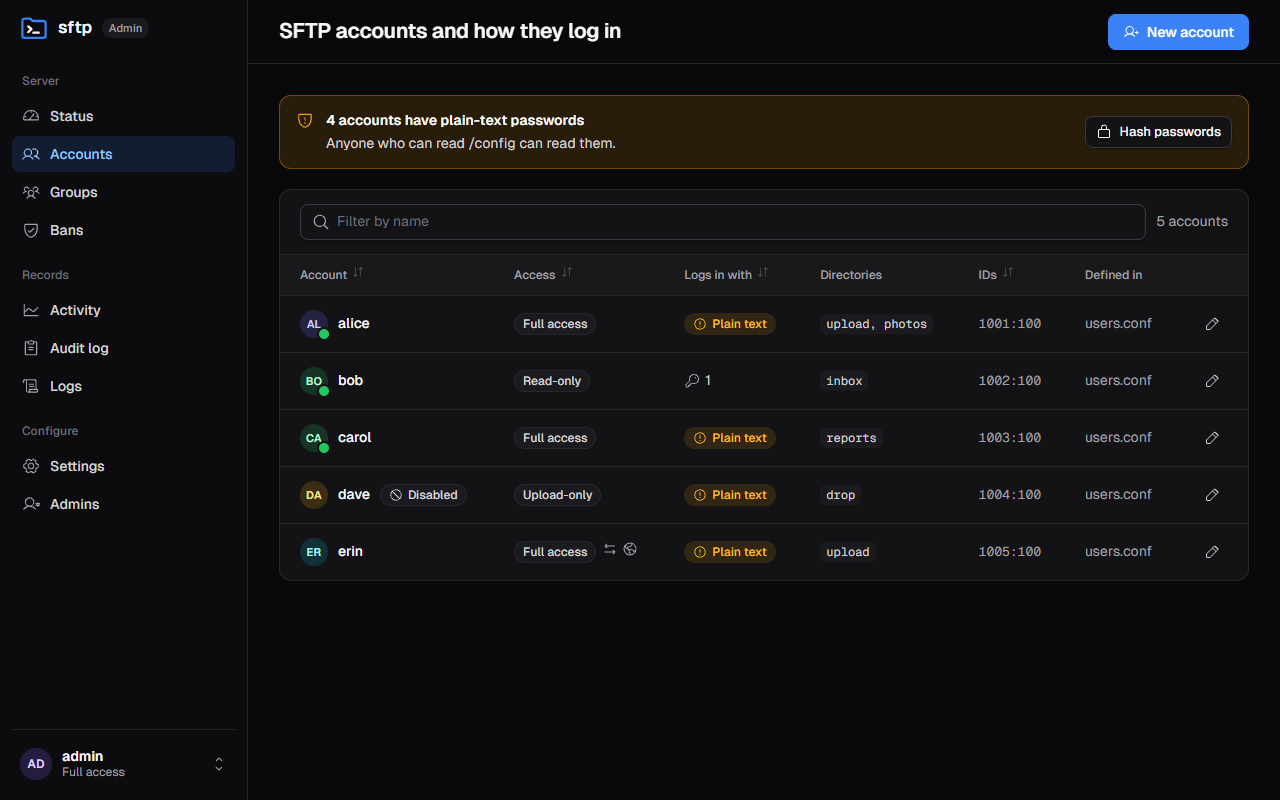 sftp Admin
SFTP accounts and how they log in
New account
Server
Status
Accounts
Groups
Bans
Records
Activity
Audit log
Logs
Configure
Settings
Admins
4 accounts have plain-text passwords
Anyone who can read /config can read them.
Hash passwords
Filter by name
5 accounts
Account Access Logs in with Directories IDs Defined in
AL alice Full access Plain text upload, photos 1001:100 users.conf
BO bob Read-only 1 inbox 1002:100 users.conf
CA carol Full access Plain text reports 1003:100 users.conf
DA dave Disabled Upload-only Plain text drop 1004:100 users.conf
ER erin Full access Plain text upload 1005:100 users.conf
AD admin
Full access